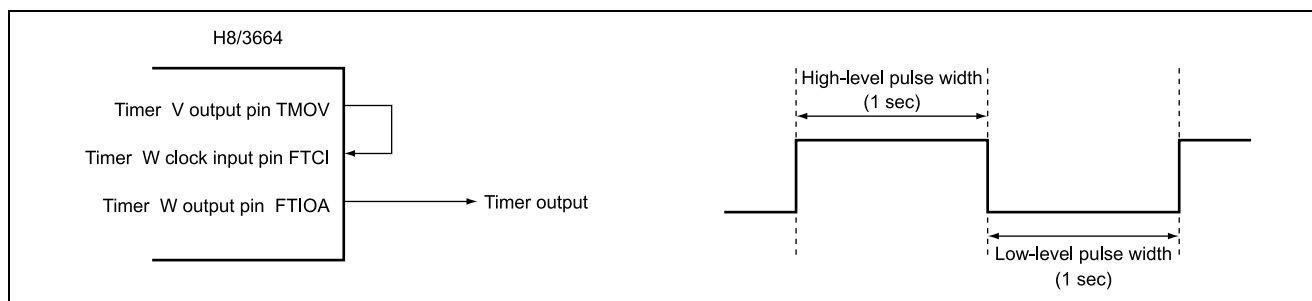 H8/3664
Timer V output pin TMOV
Timer W clock input pin FTCI
Timer W output pin FTIOA
Timer output
High-level pulse width
(1 sec)
Low-level pulse width
(1 sec)